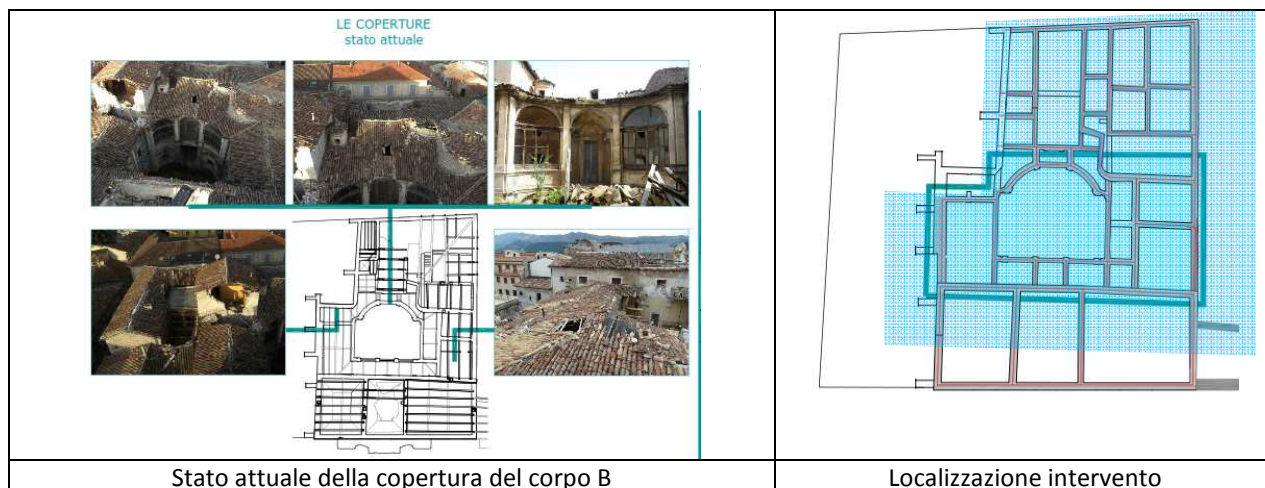 LE COPERTURE
stato attuale
Stato attuale della copertura del corpo B
Localizzazione intervento